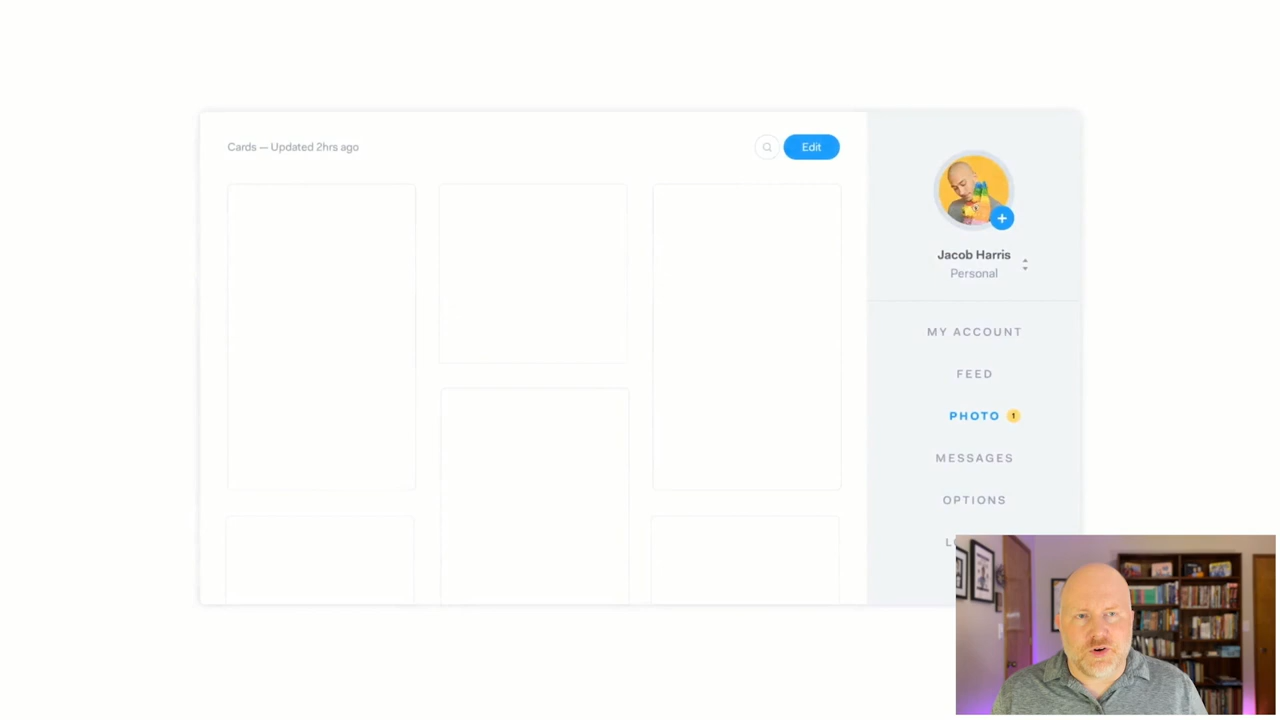 Cards — Updated 2hrs ago
Edit
Jacob Harris
Personal
MY ACCOUNT
FEED
PHOTO 1
MESSAGES
OPTIONS